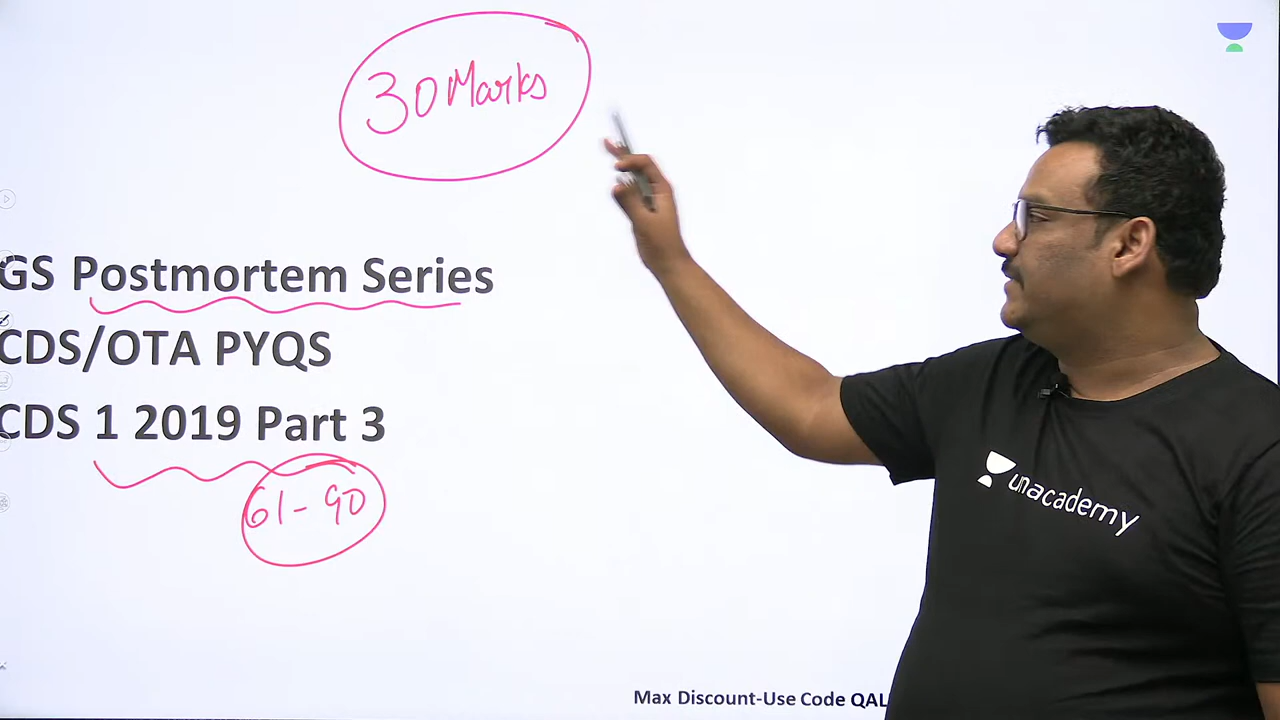 30 Marks
GS Postmortem Series
CDS/OTA PYQS
CDS 1 2019 Part 3
61-90
unacademy
Max Discount-Use Code QAL